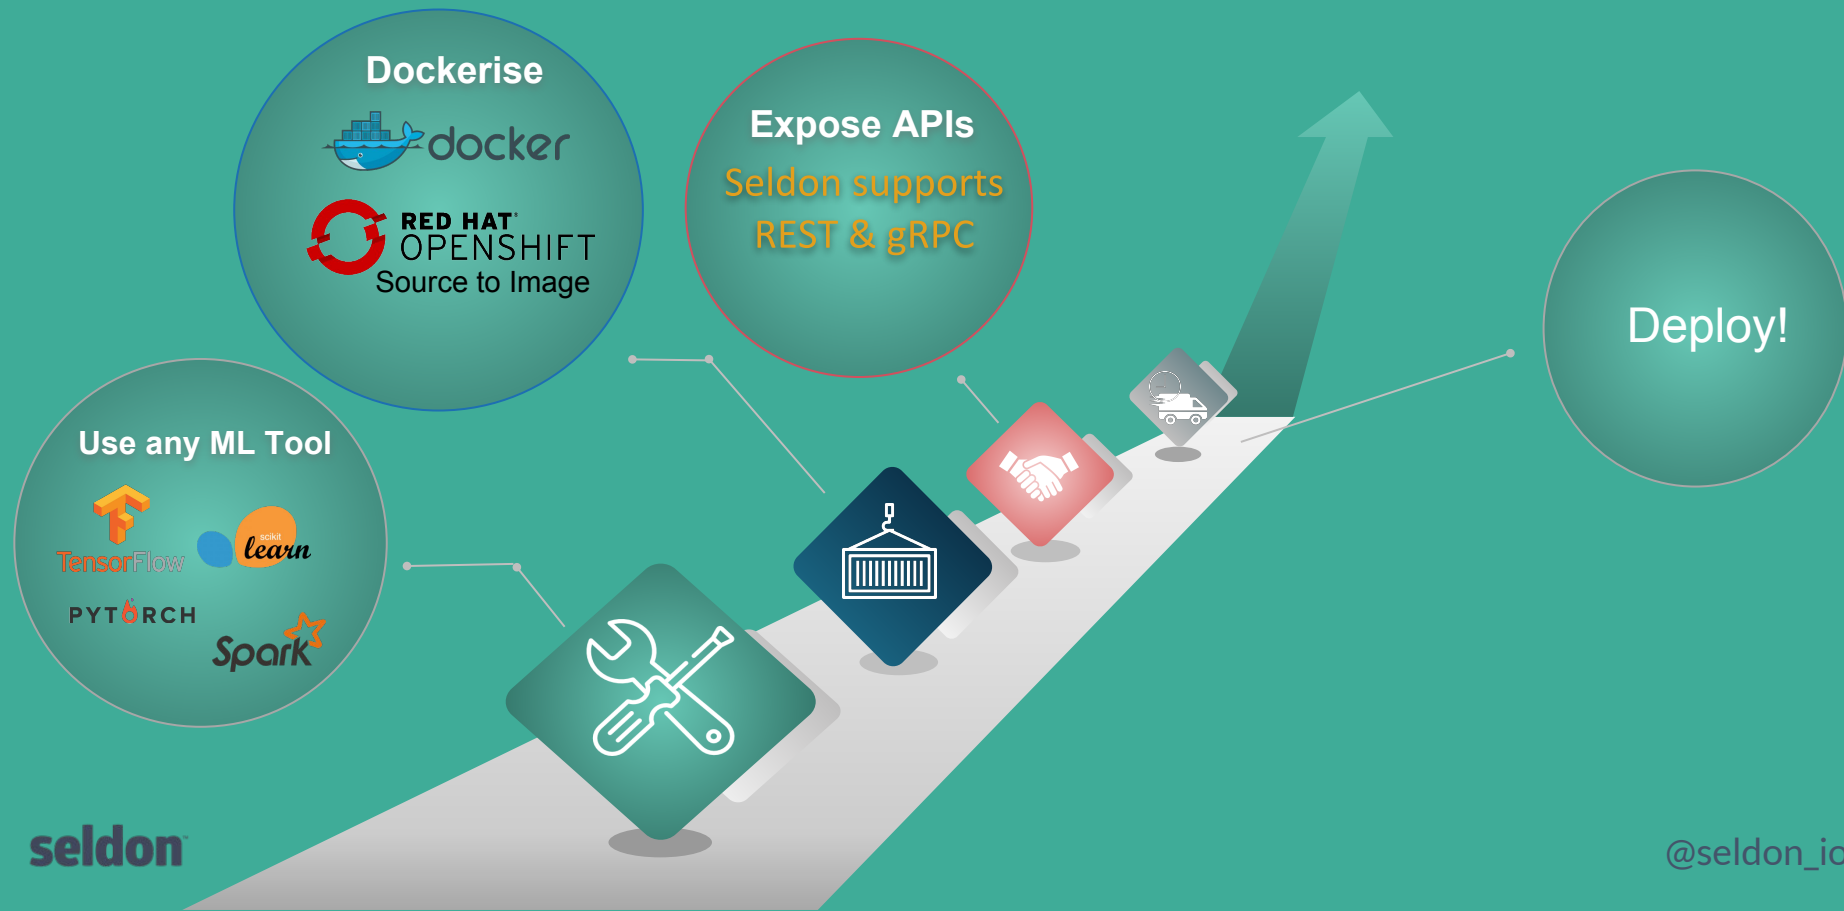 Dockerise
docker
RED HAT®
OPENSHIFT
Source to Image
Expose APIs
Seldon supports
REST & gRPC
Deploy!
Use any ML Tool
TensorFlow
scikit
learn
PYTORCH
Spark
seldon™
@seldon_io